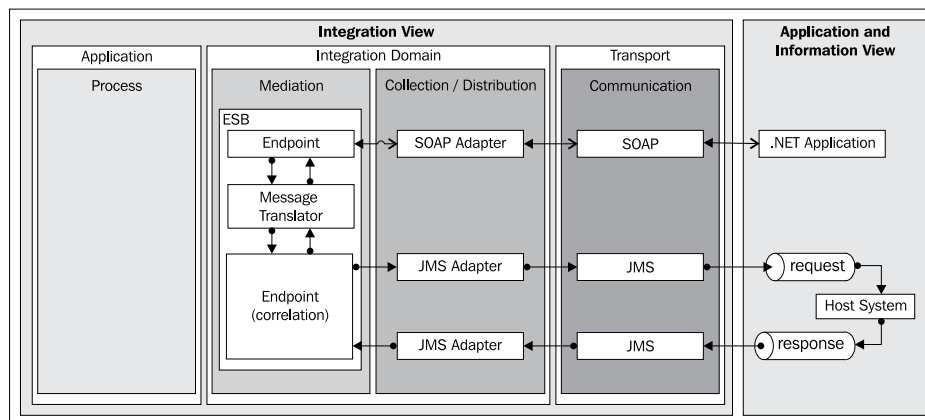 Integration View
Application and
Information View
Application
Integration Domain
Transport
Process
Mediation
Collection / Distribution
Communication
ESB
Endpoint
SOAP Adapter
SOAP
.NET Application
Message
Translator
Endpoint
(correlation)
JMS Adapter
JMS
request
Host System
JMS Adapter
JMS
response